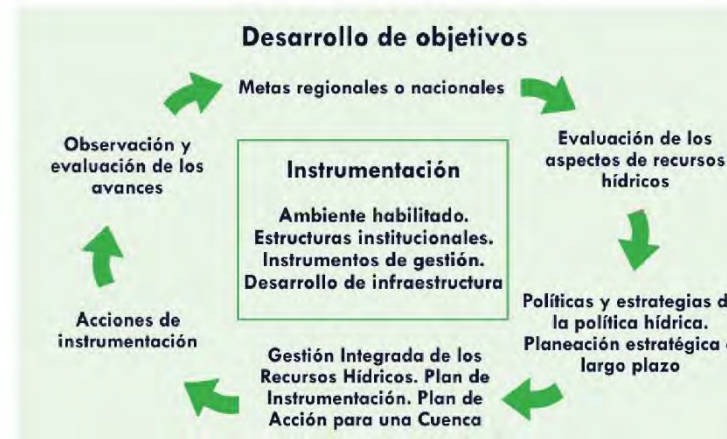 Desarrollo de objetivos
Metas regionales o nacionales
Evaluación de los
aspectos de recursos
hídricos
Políticas y estrategias
la política hídrica.
Planeación estratégica
largo plazo
Gestión Integrada de los
Recursos Hídricos. Plan de
Instrumentación. Plan de
Acción para una Cuenca
Acciones de
instrumentación
Observación y
evaluación de los
avances
Instrumentación
Ambiente habilitado.
Estructuras institucionales.
Instrumentos de gestión.
Desarrollo de infraestructura